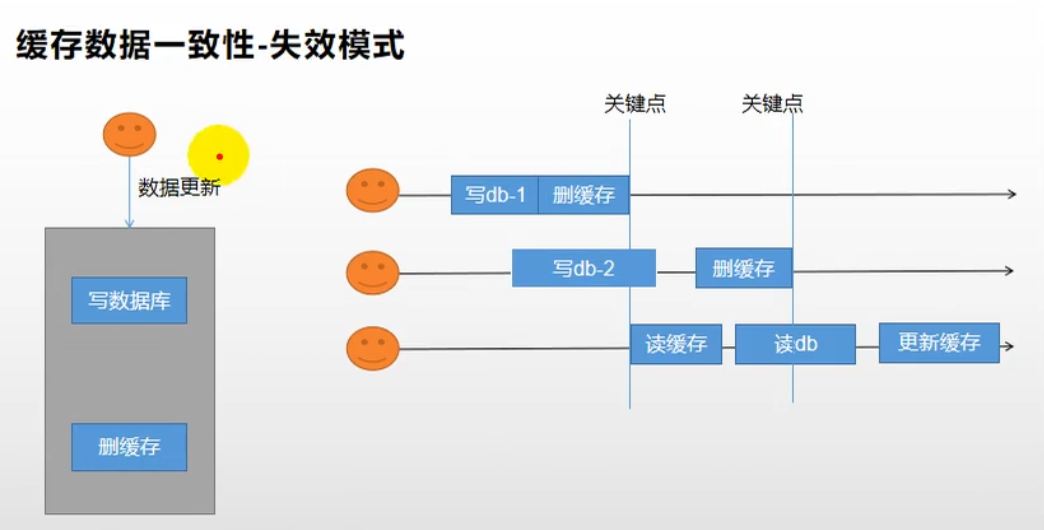 缓存数据一致性-失效模式
数据更新
写数据库
删缓存
关键点 关键点
写db-1 删缓存
写db-2 删缓存
读缓存 读db 更新缓存